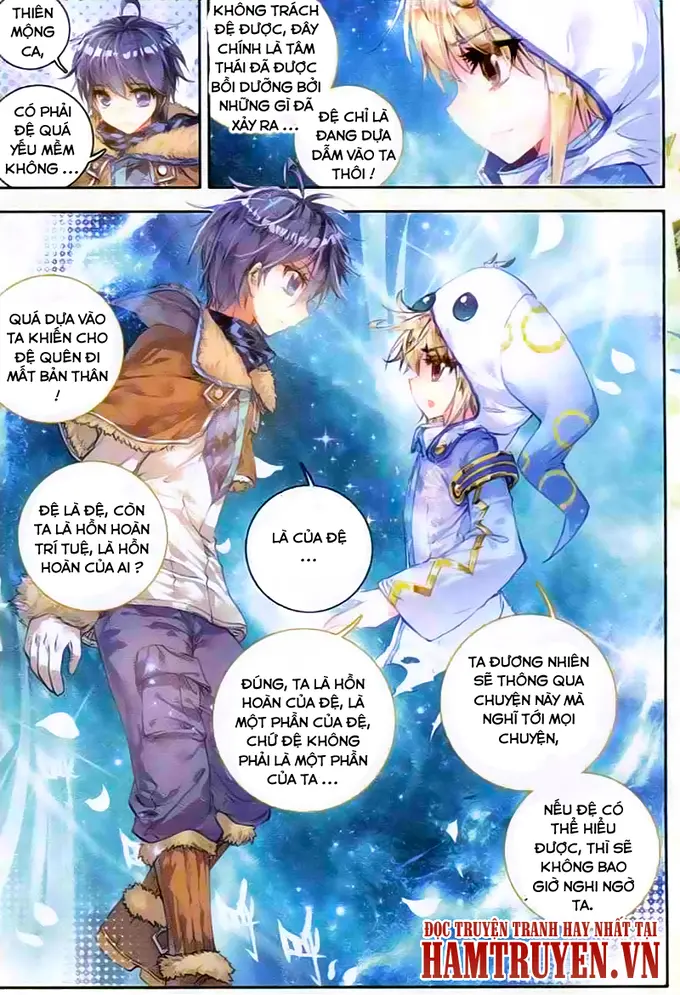 THIÊN
MỘNG
CA,
CÓ PHẢI
ĐỆ QUÁ
YẾU MỀM
KHÔNG ...
KHÔNG TRÁCH
ĐỆ ĐƯỢC, ĐÂY
CHÍNH LÀ TÂM
THÁI ĐÃ ĐƯỢC
BỒI DƯỠNG BỞI
NHỮNG GÌ ĐÃ
XẢY RA ...
ĐỆ CHỈ LÀ
ĐANG DỰA
DẪM VÀO TA
THÔI !
QUÁ DỰA VÀO
TA KHIẾN CHO
ĐỆ QUÊN ĐI
MẤT BẢN THÂN
!
ĐỆ LÀ ĐỆ, CÒN
TA LÀ HỒN HOÀN
TRÍ TUỆ, LÀ HỒN
HOÀN CỦA AI ?
LÀ CỦA ĐỆ
...
ĐÚNG, TA LÀ HỒN
HOÀN CỦA ĐỆ, LÀ
MỘT PHẦN CỦA ĐỆ,
CHỨ ĐỆ KHÔNG
PHẢI LÀ MỘT PHẦN
CỦA TA ...
TA ĐƯƠNG NHIÊN
SẼ THÔNG QUA
CHUYỆN NÀY MÀ
NGHĨ TỚI MỌI
CHUYỆN,
NẾU ĐỆ CÓ
THỂ HIỂU
ĐƯỢC, THÌ SẼ
KHÔNG BAO
GIỜ NGHI NGỜ
TA.
ĐỌC TRUYỆN TRANH HAY NHẤT TẠI
HAMTRUYEN.VN